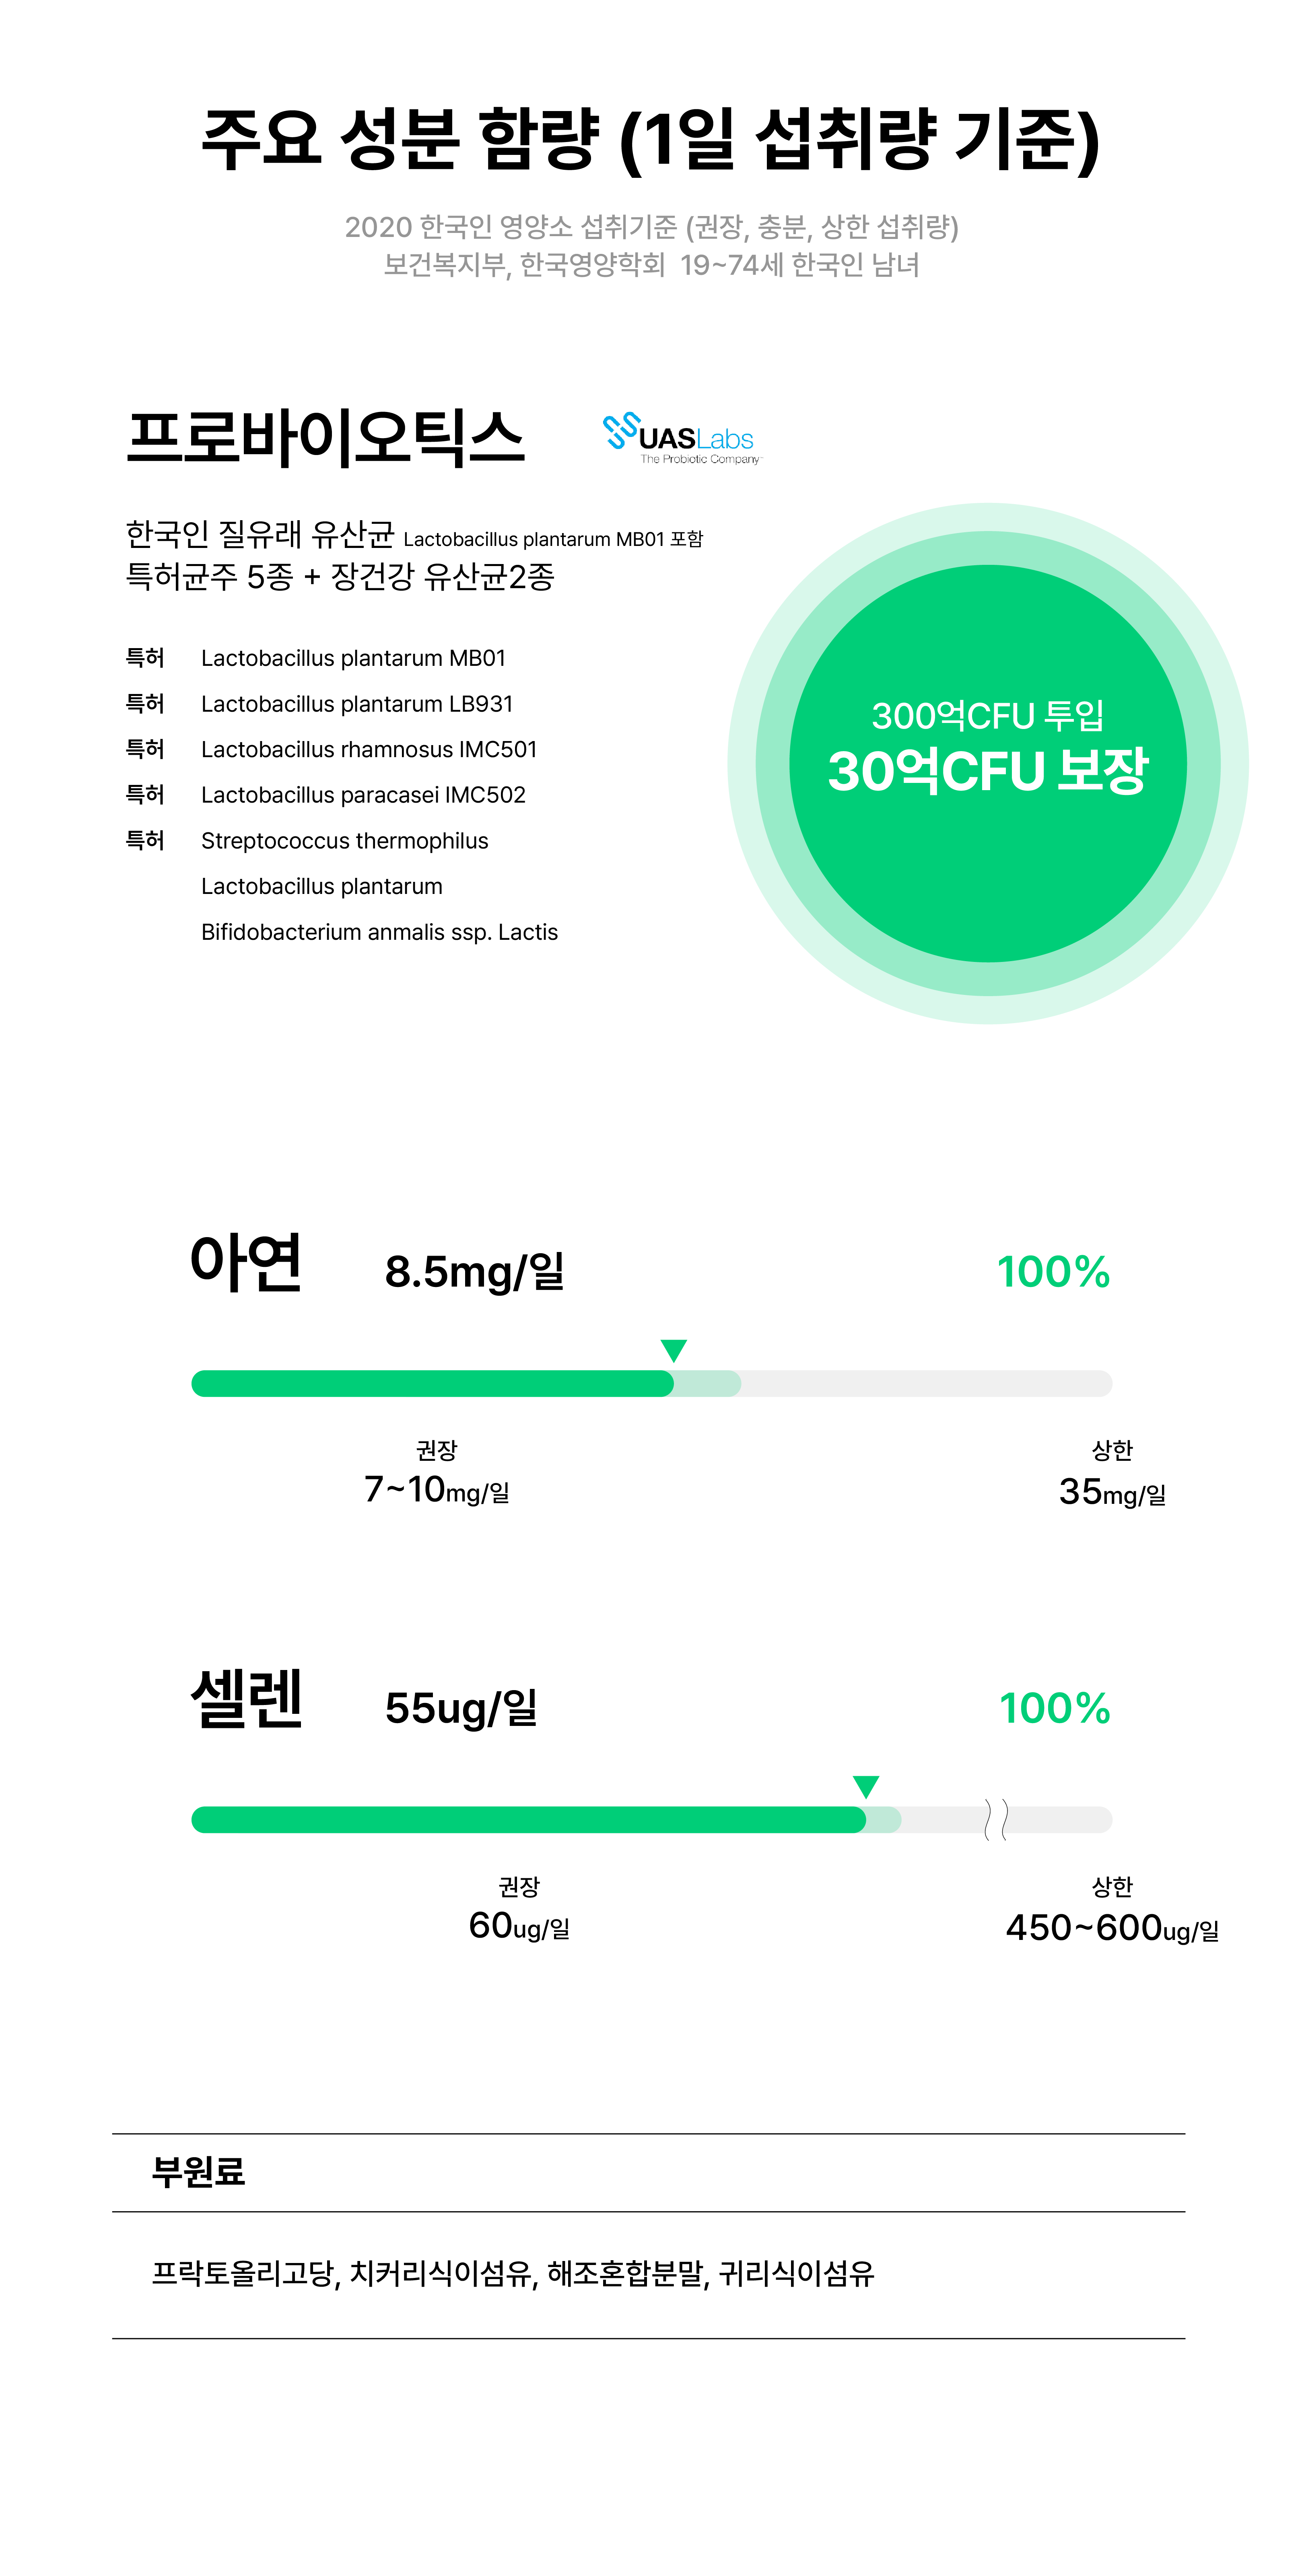 주요 성분 함량 (1일 섭취량 기준)
2020 한국인 영양소 섭취기준 (권장, 충분, 상한 섭취량)
보건복지부, 한국영양학회 19~74세 한국인 남녀
프로바이오틱스
UASLabs
The Probiotic Company
한국인 질유래 유산균 Lactobacillus plantarum MB01 포함
특허균주 5종 + 장건강 유산균2종
특허 Lactobacillus plantarum MB01
특허 Lactobacillus plantarum LB931
특허 Lactobacillus rhamnosus IMC501
특허 Lactobacillus paracasei IMC502
특허 Streptococcus thermophilus
Lactobacillus plantarum
Bifidobacterium anmalis ssp. Lactis
300억CFU 투입
30억CFU 보장
아연 8.5mg/일 100%
권장 상한
7~10mg/일 35mg/일
셀렌 55ug/일 100%
권장 상한
60ug/일 450~600ug/일
부원료
프락토올리고당, 치커리식이섬유, 해조혼합분말, 귀리식이섬유